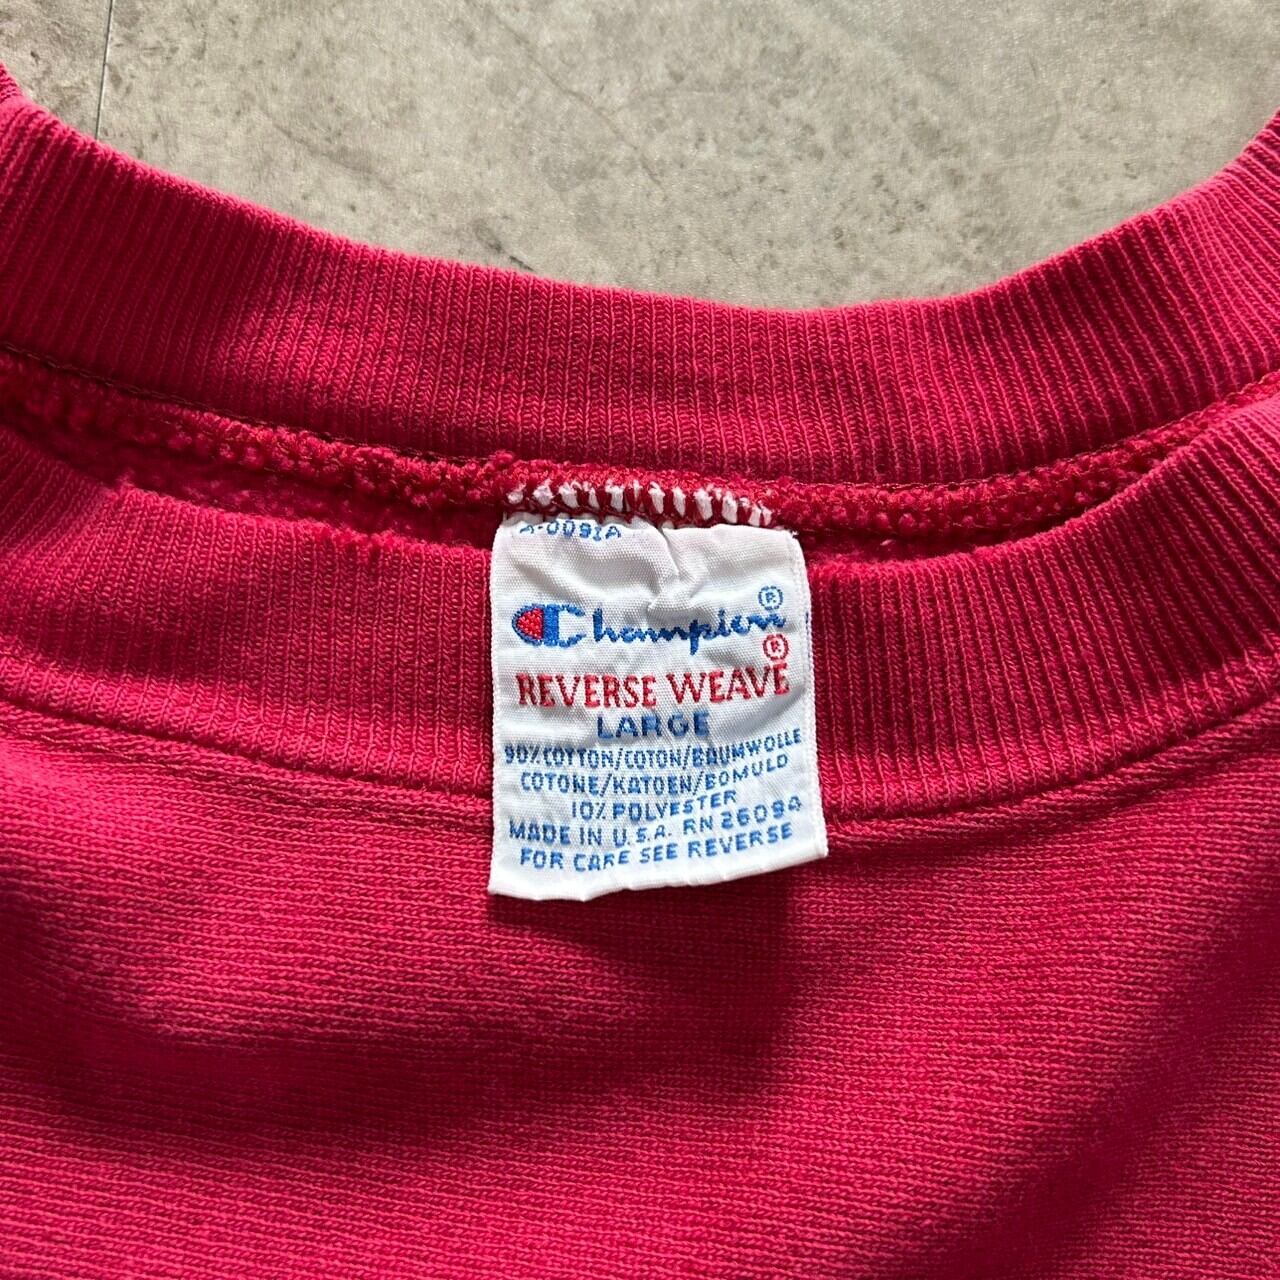 A-0091A
Champion®
REVERSE WEAVE®
LARGE
90% COTTON/COTON/BAUMWOLLE
COTONE/KATOEN/BOMULD
10% POLYESTER
MADE IN U.S.A. RN 26094
FOR CARE SEE REVERSE